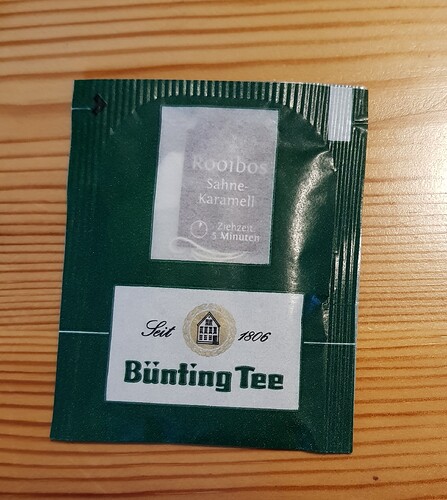 Rooibos
Sahne-
Karamell
Ziehzeit
5 Minuten
Seit 1806
Bünting Tee